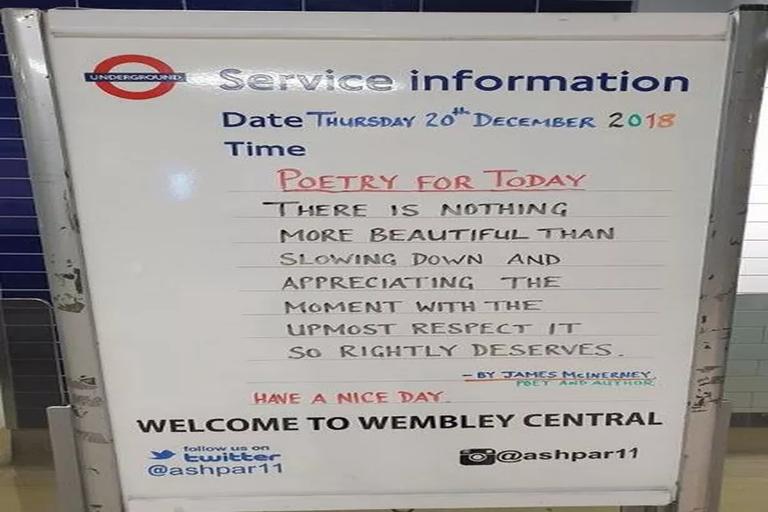 UNDERGROUND
Service information
Date THURSDAY 20th DECEMBER 2018
Time
POETRY FOR TODAY
THERE IS NOTHING
MORE BEAUTIFUL THAN
SLOWING DOWN AND
APPRECIATING THE
MOMENT WITH THE
UPMOST RESPECT IT
SO RIGHTLY DESERVES.
- BY JAMES McINERNEY.
POET AND AUTHOR
HAVE A NICE DAY.
WELCOME TO WEMBLEY CENTRAL
follow us on
twitter
@ashpar11
@ashpar11